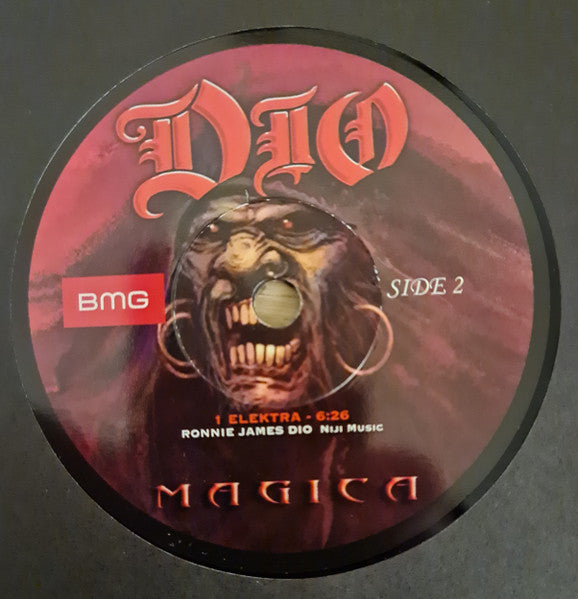 DIO
BMG
SIDE 2
1 ELEKTRA - 6:26
RONNIE JAMES DIO Niji Music
MAGICA